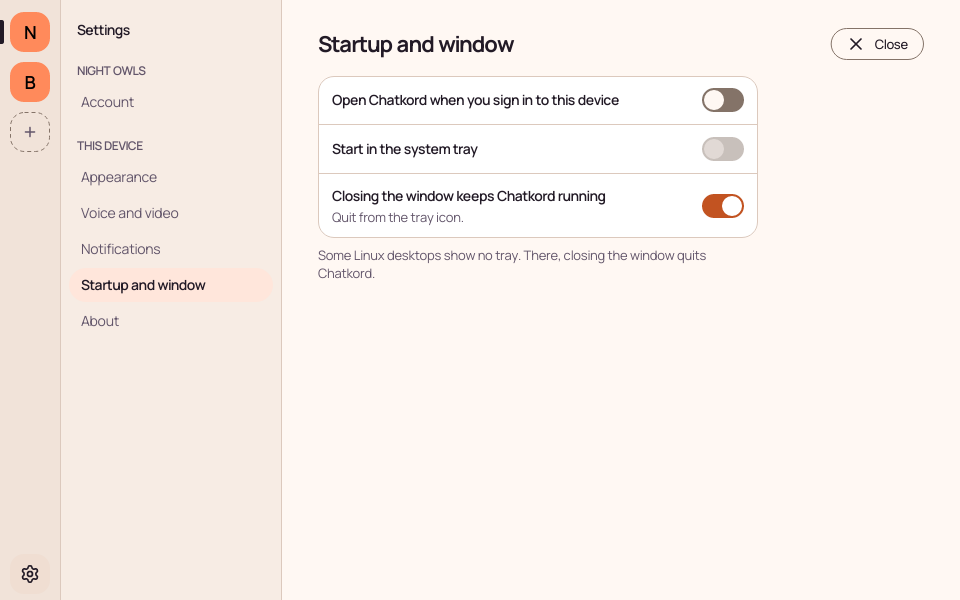 N
B
Settings
NIGHT OWLS
Account
THIS DEVICE
Appearance
Voice and video
Notifications
Startup and window
About
Startup and window
Close
Open Chatkord when you sign in to this device
Start in the system tray
Closing the window keeps Chatkord running
Quit from the tray icon.
Some Linux desktops show no tray. There, closing the window quits
Chatkord.